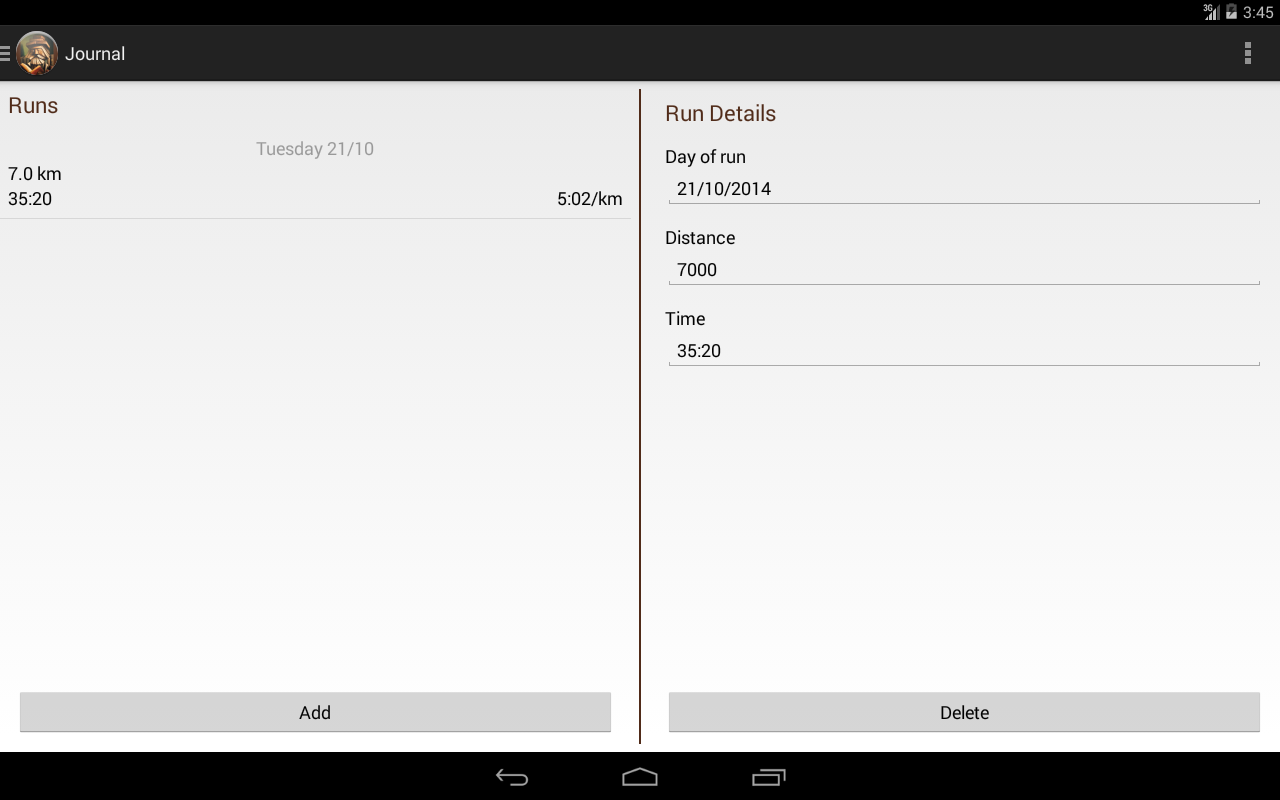 3G 3:45
Journal
Runs
Tuesday 21/10
7.0 km
35:20 5:02/km
Add
Run Details
Day of run
21/10/2014
Distance
7000
Time
35:20
Delete